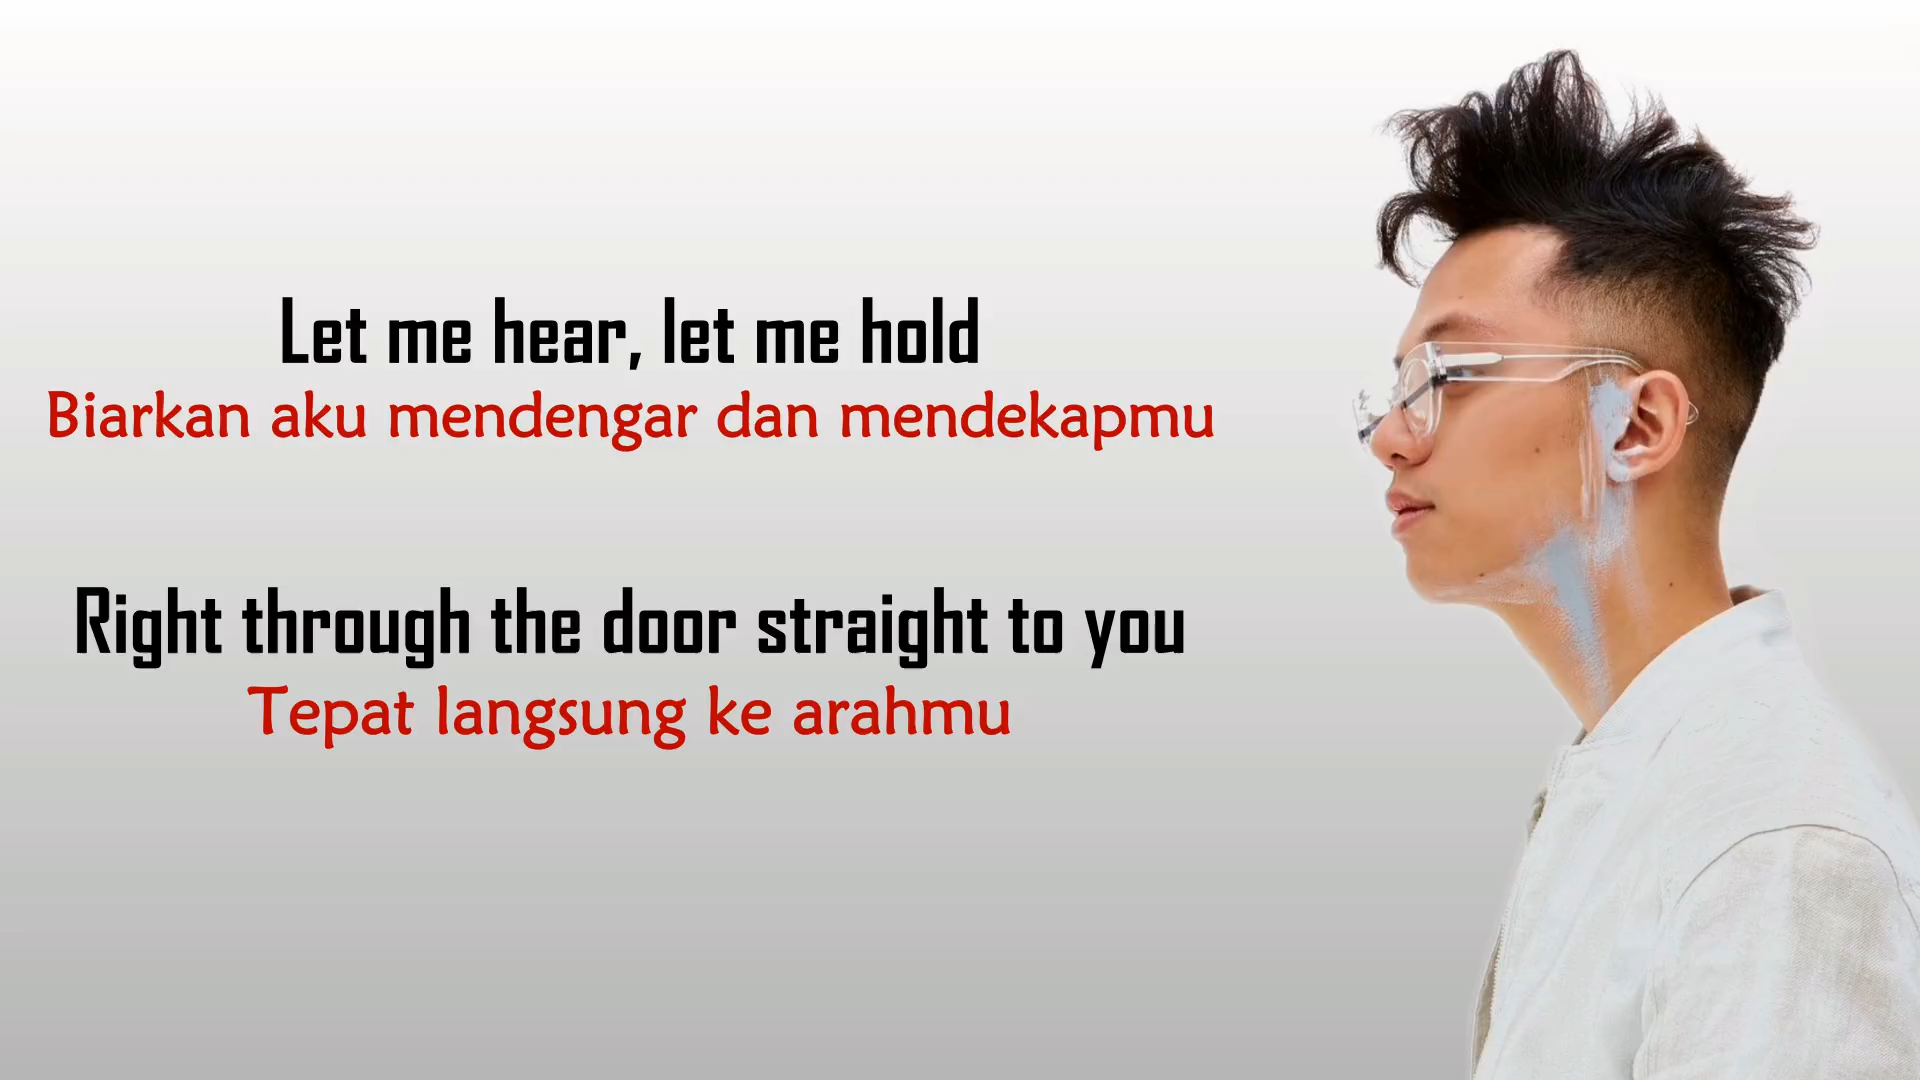 Let me hear, let me hold
Biarkan aku mendengar dan mendekapmu
Right through the door straight to you
Tepat langsung ke arahmu